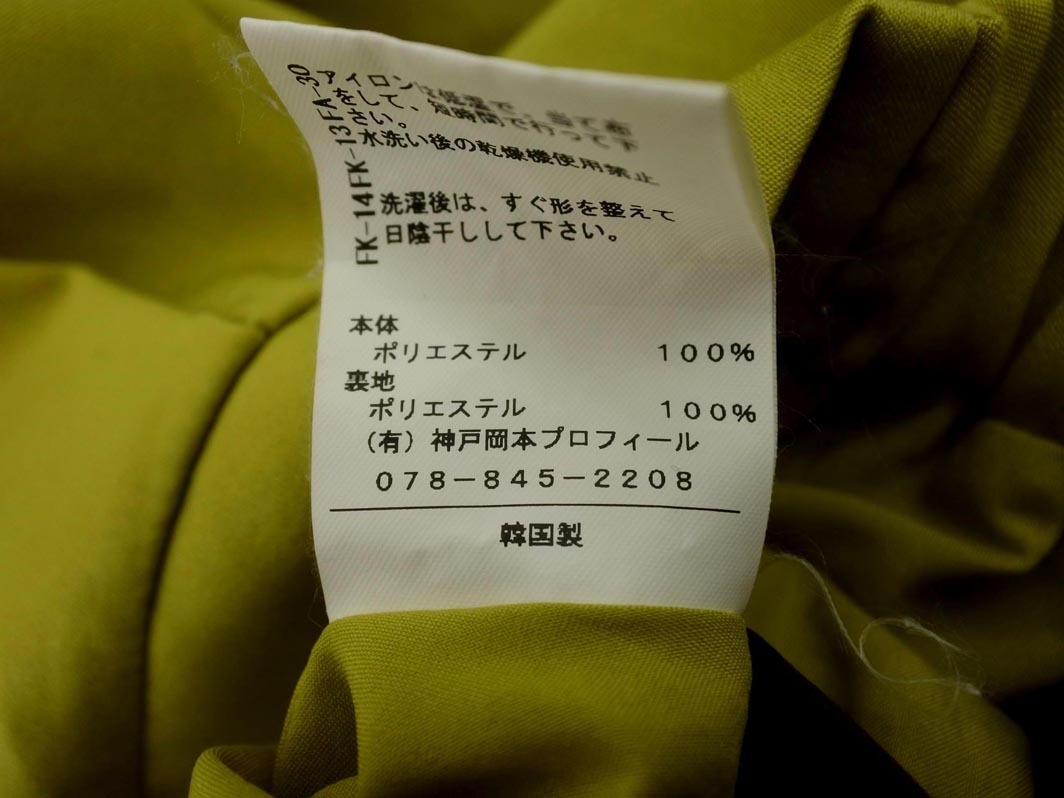 アイロンは低温で、当て布
をして、短時間で行って下
さい。
水洗い後の乾燥機使用禁止
洗濯後は、すぐ形を整えて
日陰干しして下さい。
FK-14FK-13FA-30
本体
ポリエステル 100%
裏地
ポリエステル 100%
(有)神戸岡本プロフィール
078-845-2208
韓国製